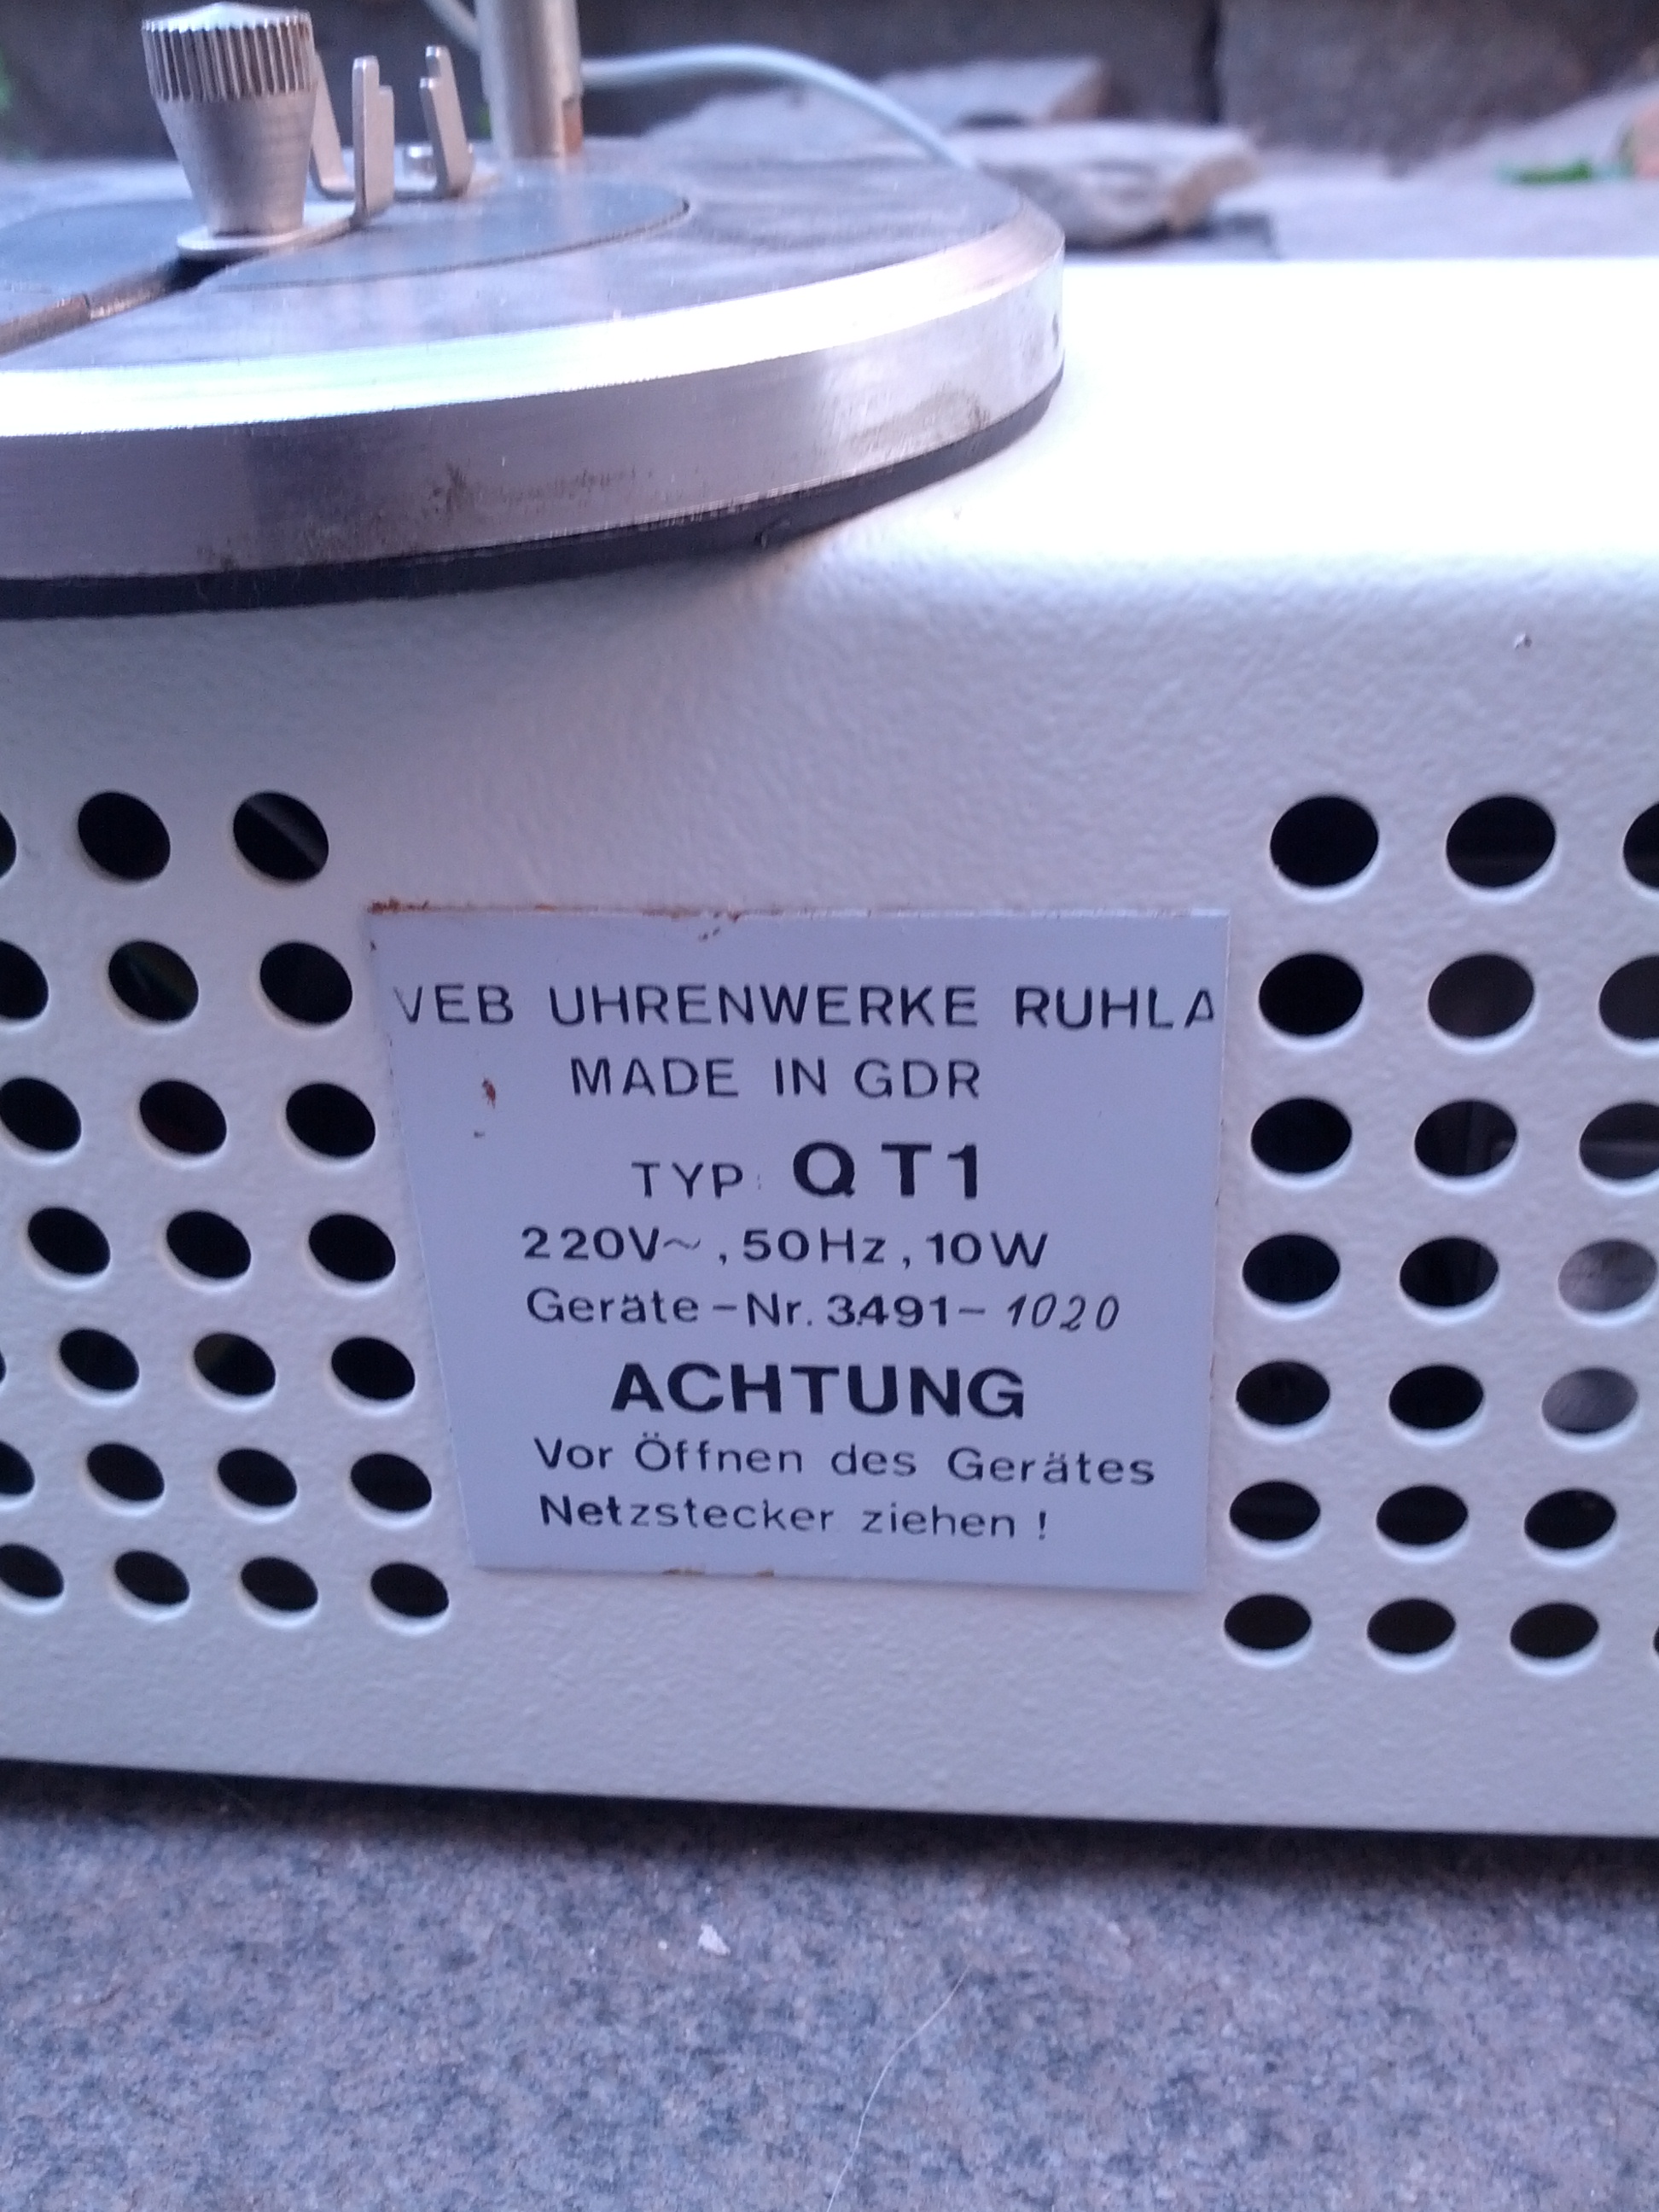 VEB UHRENWERKE RUHLA
MADE IN GDR
TYP: QT1
220V~, 50Hz, 10W
Geräte-Nr. 3491-1020
ACHTUNG
Vor Öffnen des Gerätes
Netzstecker ziehen !